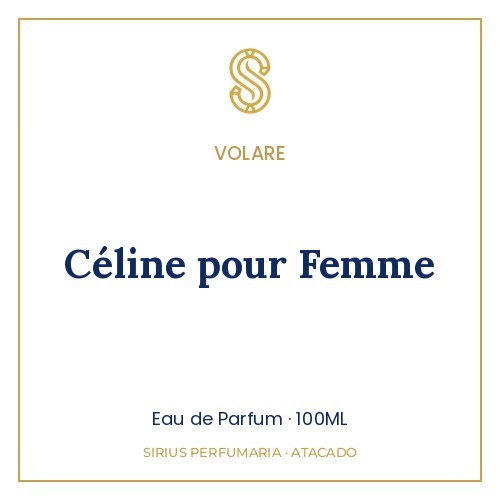 VOLARE
Céline pour Femme
Eau de Parfum · 100ML
SIRIUS PERFUMARIA · ATACADO